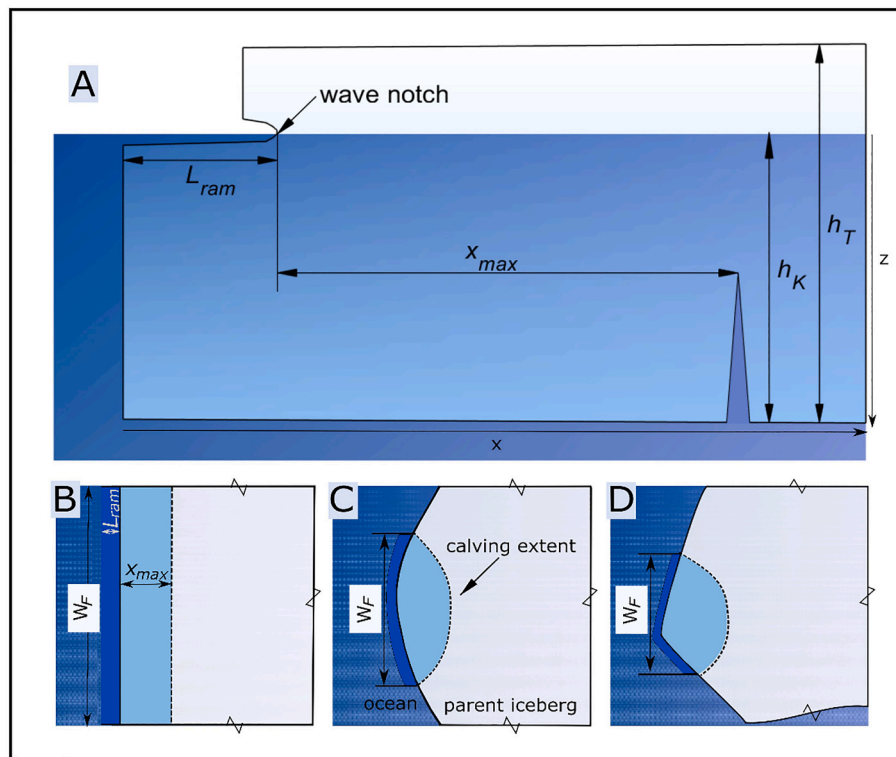 A
wave notch
L_ram
x_max
h_K
h_T
z
x
B
L_ram
x_max
W_F
C
calving extent
W_F
ocean
parent iceberg
D
W_F